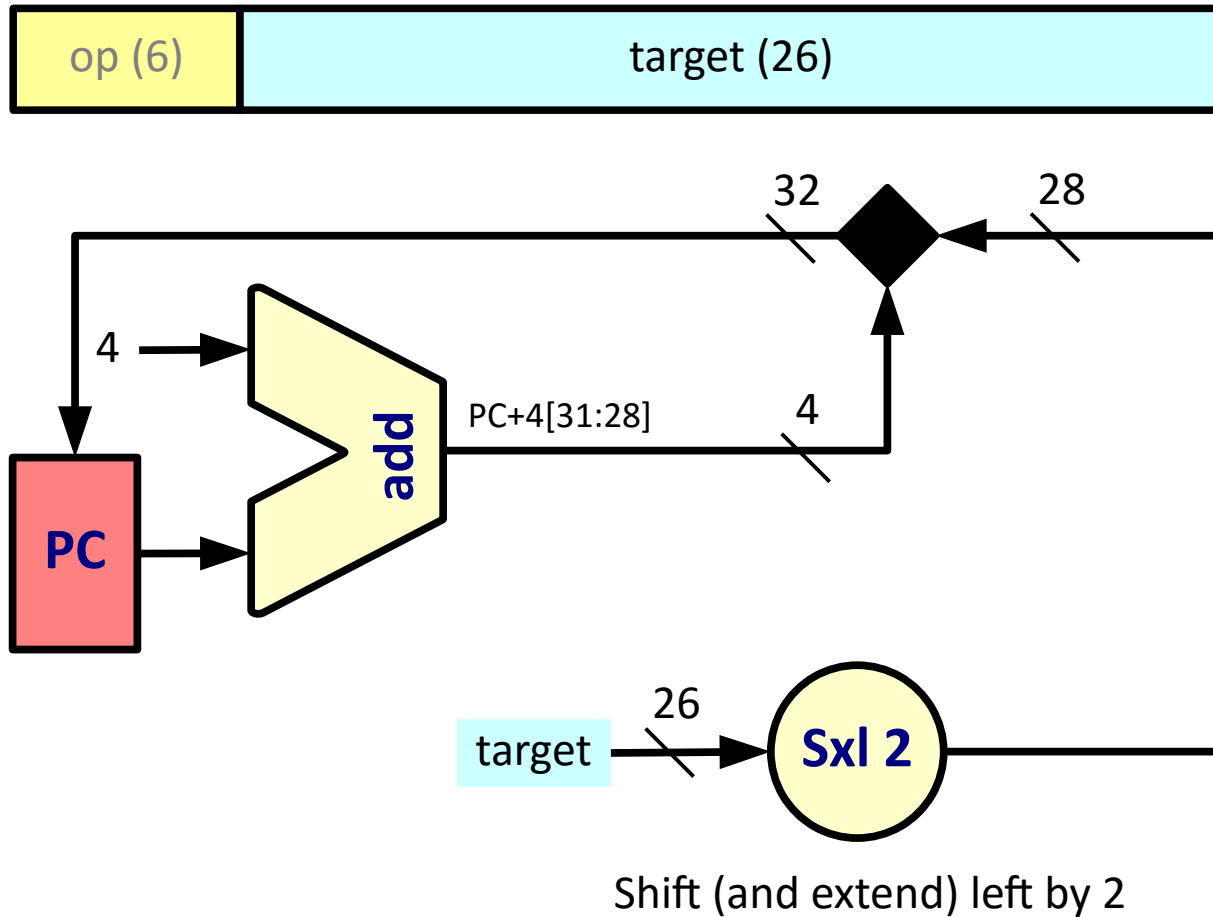 op (6) target (26)
32 28
4
PC+4[31:28] 4
add
PC
26
target Sxl 2
Shift (and extend) left by 2